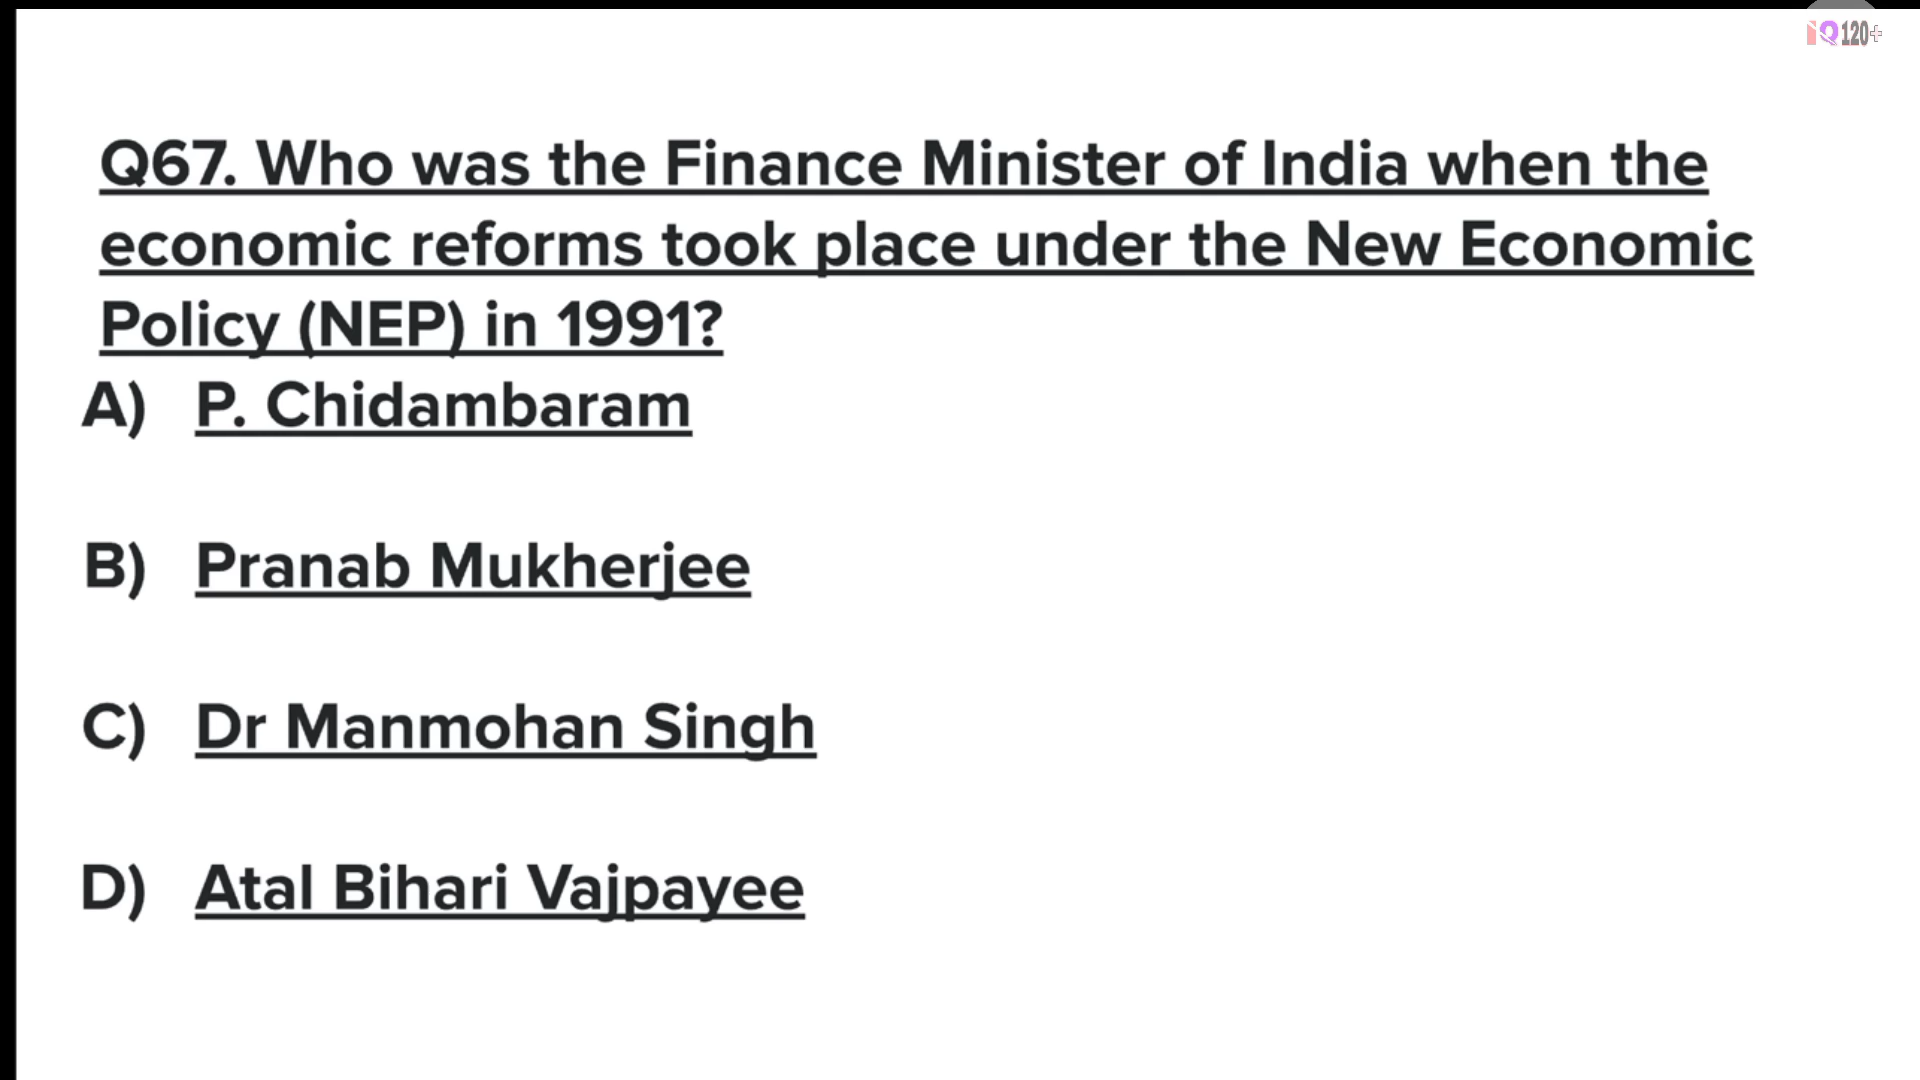 iQ120+
Q67. Who was the Finance Minister of India when the
economic reforms took place under the New Economic
Policy (NEP) in 1991?
A) P. Chidambaram
B) Pranab Mukherjee
C) Dr Manmohan Singh
D) Atal Bihari Vajpayee